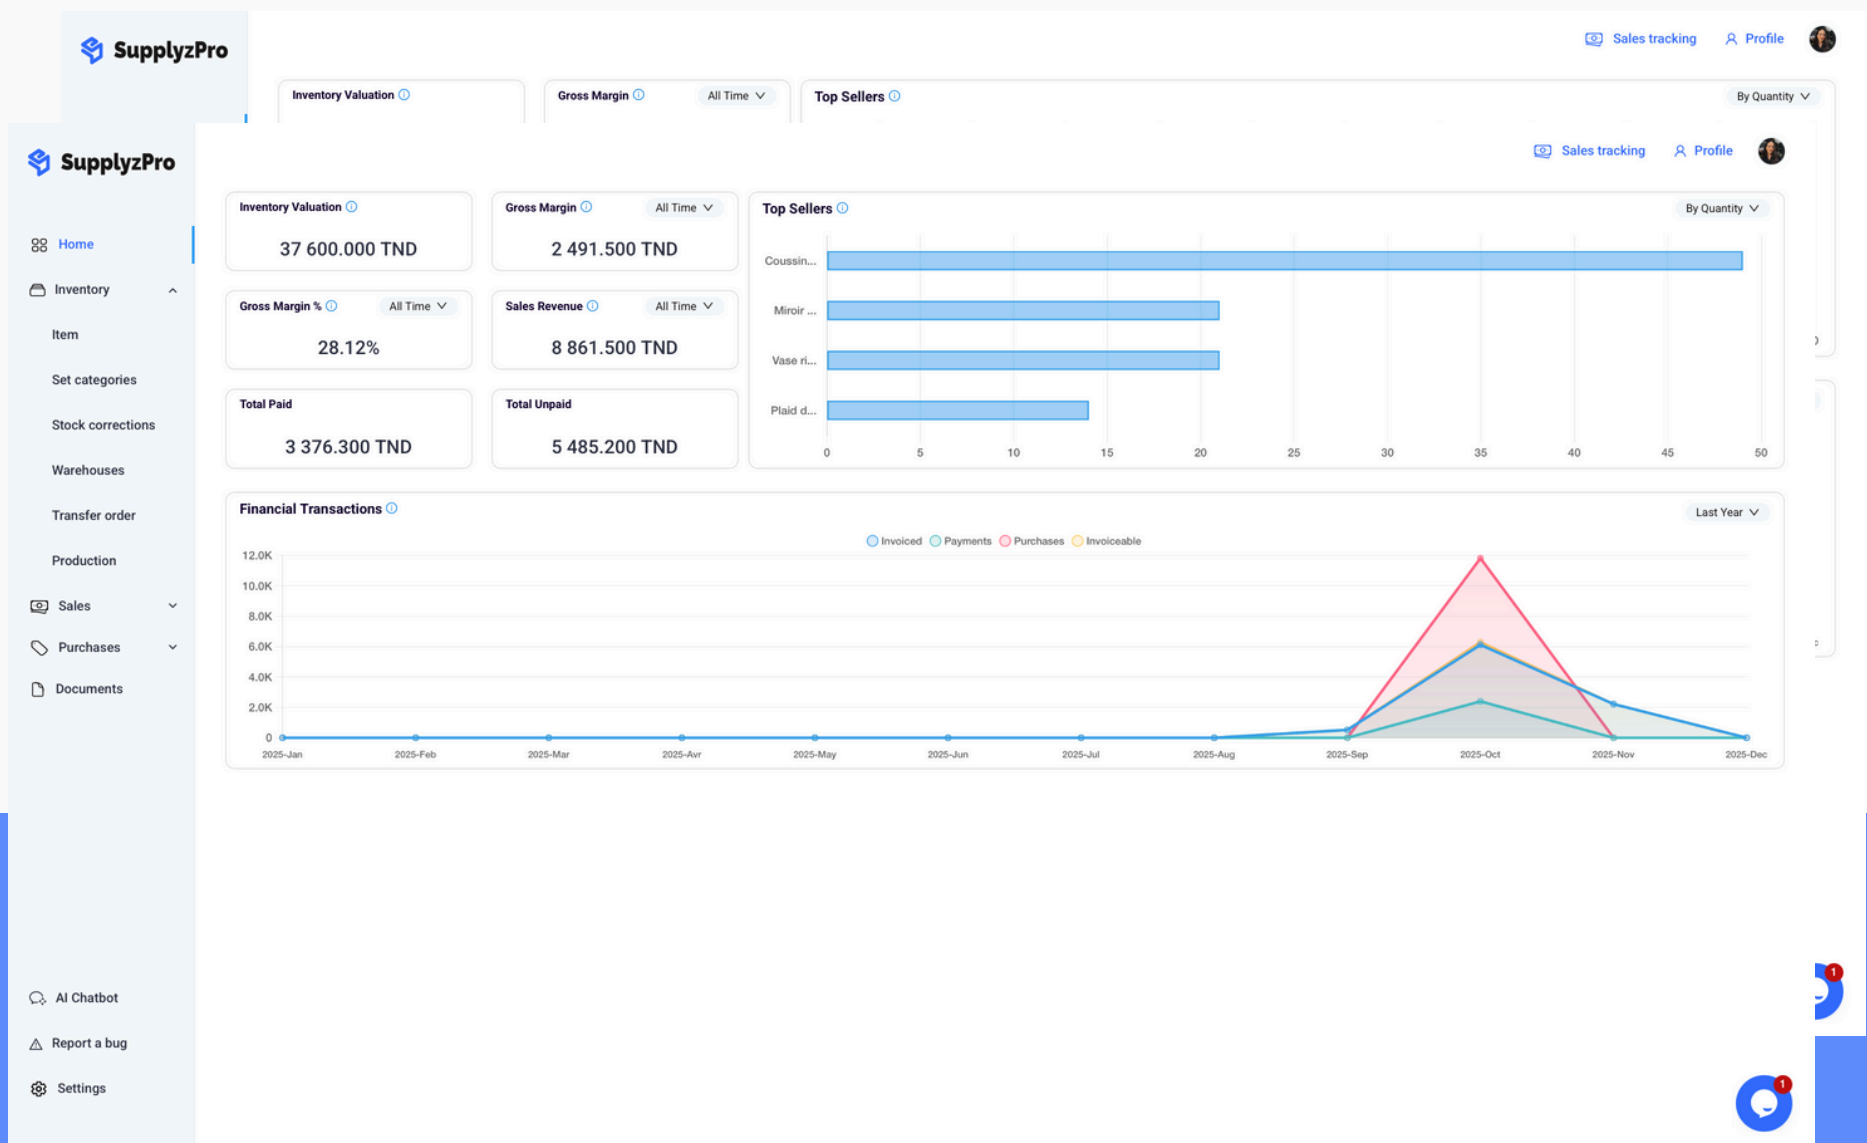 SupplyzPro
Sales tracking
Profile
Inventory Valuation
Gross Margin
All Time
Top Sellers
By Quantity
SupplyzPro
Sales tracking
Profile
Home
Inventory
Item
Set categories
Stock corrections
Warehouses
Transfer order
Production
Sales
Purchases
Documents
AI Chatbot
Report a bug
Settings
Inventory Valuation
37 600.000 TND
Gross Margin
All Time
2 491.500 TND
Gross Margin %
All Time
28.12%
Sales Revenue
All Time
8 861.500 TND
Total Paid
3 376.300 TND
Total Unpaid
5 485.200 TND
Top Sellers
By Quantity
Coussin...
Miroir ...
Vase ri...
Plaid d...
0 5 10 15 20 25 30 35 40 45 50
Financial Transactions
Last Year
Invoiced Payments Purchases Invoiceable
12.0K
10.0K
8.0K
6.0K
4.0K
2.0K
0
2025-Jan 2025-Feb 2025-Mar 2025-Avr 2025-May 2025-Jun 2025-Jul 2025-Aug 2025-Sep 2025-Oct 2025-Nov 2025-Dec
1
1